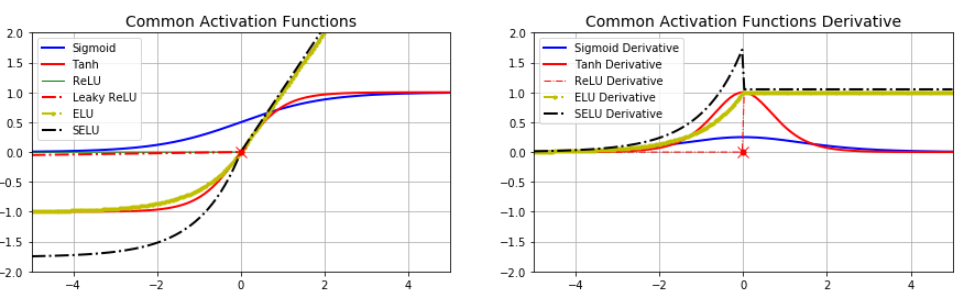 Common Activation Functions
2.0
1.5
1.0
0.5
0.0
−0.5
−1.0
−1.5
−2.0
Sigmoid
Tanh
ReLU
Leaky ReLU
ELU
SELU
−4
−2
0
2
4
Common Activation Functions Derivative
2.0
1.5
1.0
0.5
0.0
−0.5
−1.0
−1.5
−2.0
Sigmoid Derivative
Tanh Derivative
ReLU Derivative
ELU Derivative
SELU Derivative
−4
−2
0
2
4